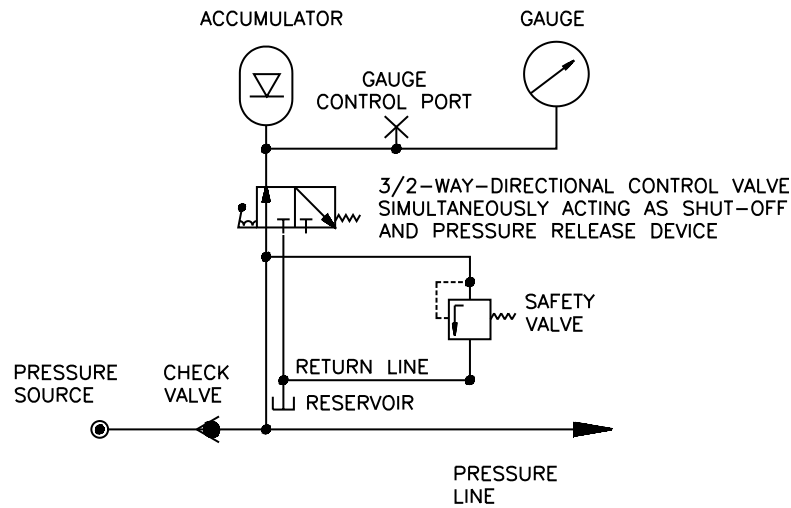 ACCUMULATOR
GAUGE
GAUGE
CONTROL PORT
3/2-WAY-DIRECTIONAL CONTROL VALVE
SIMULTANEOUSLY ACTING AS SHUT-OFF
AND PRESSURE RELEASE DEVICE
SAFETY
VALVE
RETURN LINE
PRESSURE
SOURCE
CHECK
VALVE
RESERVOIR
PRESSURE
LINE